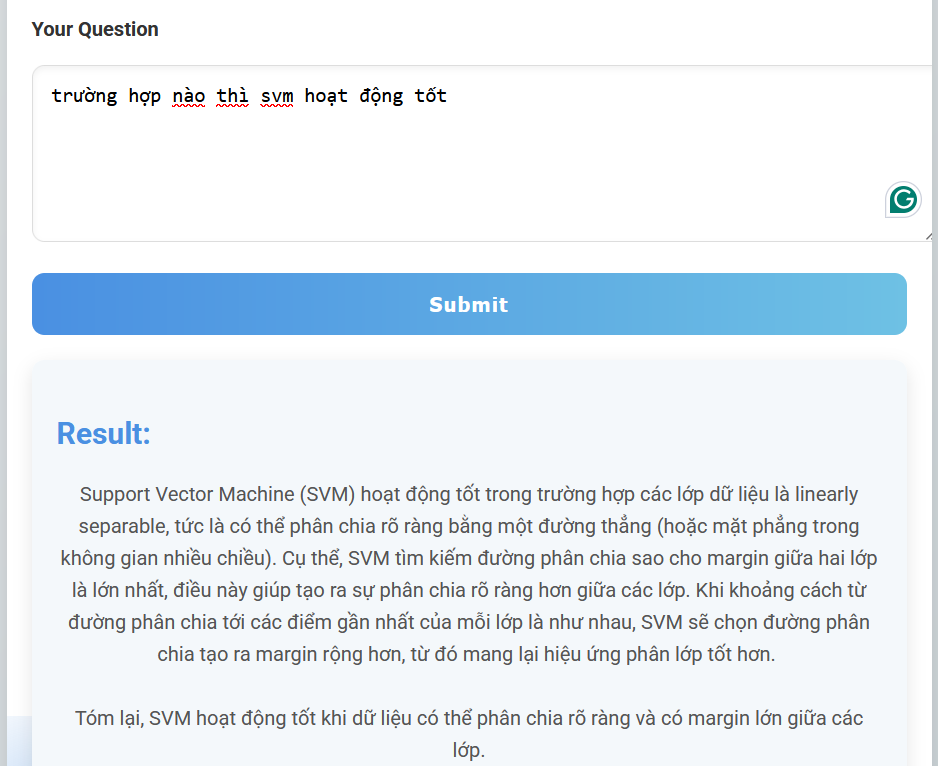 Your Question
trường hợp nào thì svm hoạt động tốt
Submit
Result:
Support Vector Machine (SVM) hoạt động tốt trong trường hợp các lớp dữ liệu là linearly
separable, tức là có thể phân chia rõ ràng bằng một đường thẳng (hoặc mặt phẳng trong
không gian nhiều chiều). Cụ thể, SVM tìm kiếm đường phân chia sao cho margin giữa hai lớp
là lớn nhất, điều này giúp tạo ra sự phân chia rõ ràng hơn giữa các lớp. Khi khoảng cách từ
đường phân chia tới các điểm gần nhất của mỗi lớp là như nhau, SVM sẽ chọn đường phân
chia tạo ra margin rộng hơn, từ đó mang lại hiệu ứng phân lớp tốt hơn.
Tóm lại, SVM hoạt động tốt khi dữ liệu có thể phân chia rõ ràng và có margin lớn giữa các
lớp.